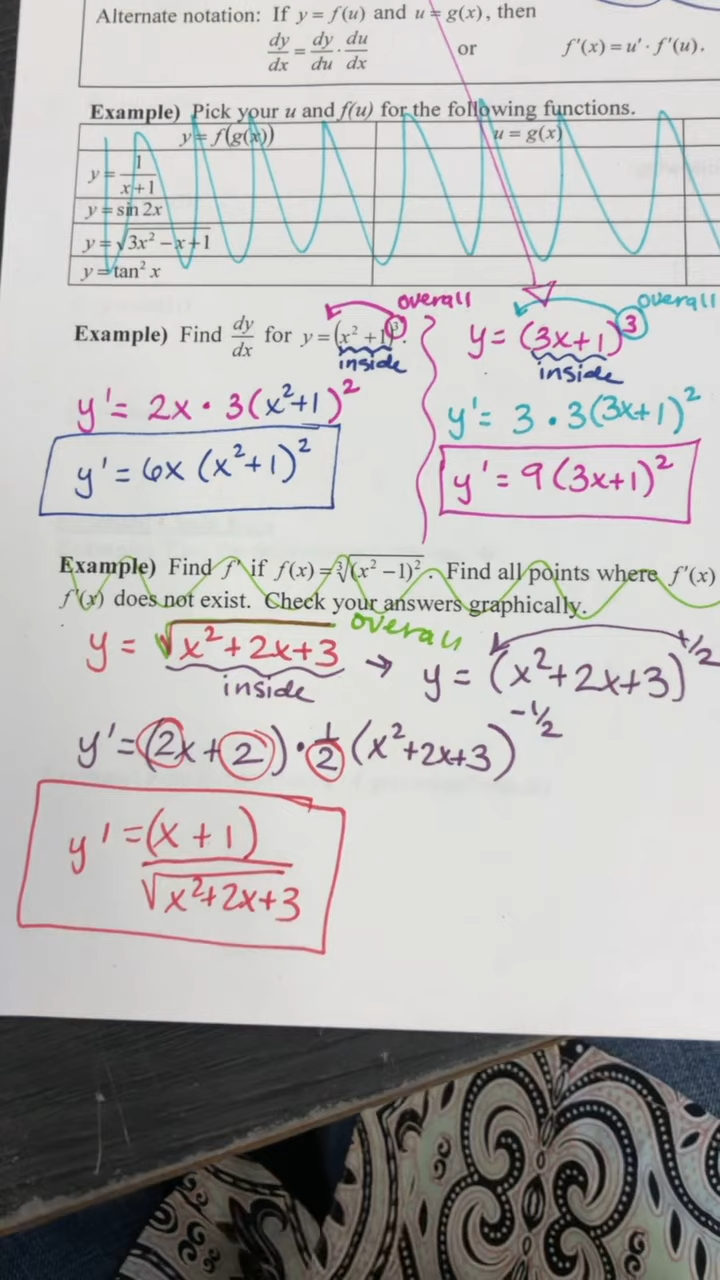 Alternate notation: If y = f(u) and u = g(x), then
dy/dx = dy/du · du/dx or f'(x) = u' · f'(u).
Example) Pick your u and f(u) for the following functions.
y = f(g(x)) u = g(x)
y = 1/(x+1)
y = sin 2x
y = √(3x² − x + 1)
y = tan² x
overall overall
Example) Find dy/dx for y = (x² + 1)³. y = (3x+1)³
inside inside
y' = 2x • 3(x²+1)² y' = 3 • 3(3x+1)²
y' = 6x (x²+1)² y' = 9(3x+1)²
Example) Find f' if f(x) = ∛((x² − 1)²). Find all points where f'(x)
f'(x) does not exist. Check your answers graphically.
overall
y = √(x²+2x+3) → y = (x²+2x+3)^(+1/2)
inside
y' = (2x+2) • 1/2 (x²+2x+3)^(-1/2)
y' = (x+1)/√(x²+2x+3)